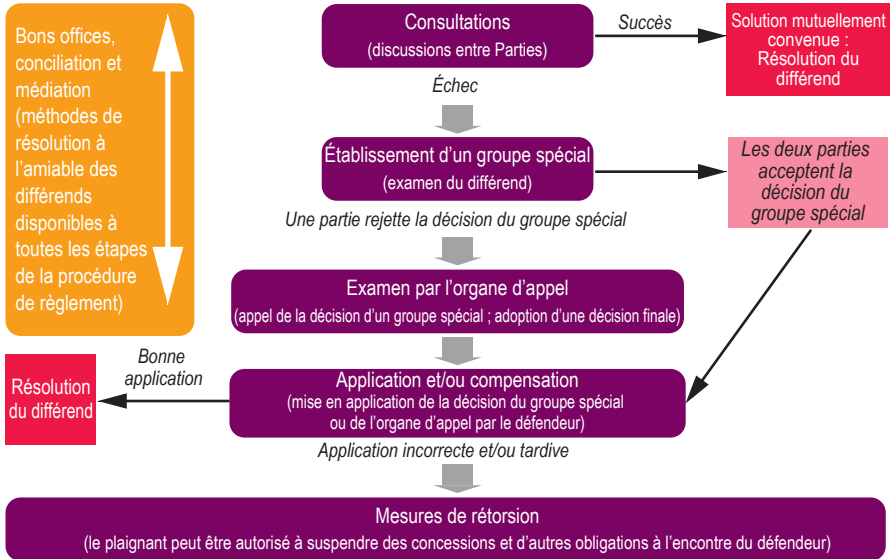 Bons offices,
conciliation et
médiation
(méthodes de
résolution à
l'amiable des
différends
disponibles à
toutes les étapes
de la procédure
de règlement)
Consultations
(discussions entre Parties)
Succès
Solution mutuellement
convenue :
Résolution du
différend
Échec
Établissement d'un groupe spécial
(examen du différend)
Les deux parties
acceptent la
décision du
groupe spécial
Une partie rejette la décision du groupe spécial
Examen par l'organe d'appel
(appel de la décision d'un groupe spécial ; adoption d'une décision finale)
Bonne
application
Résolution
du différend
Application et/ou compensation
(mise en application de la décision du groupe spécial
ou de l'organe d'appel par le défendeur)
Application incorrecte et/ou tardive
Mesures de rétorsion
(le plaignant peut être autorisé à suspendre des concessions et d'autres obligations à l'encontre du défendeur)